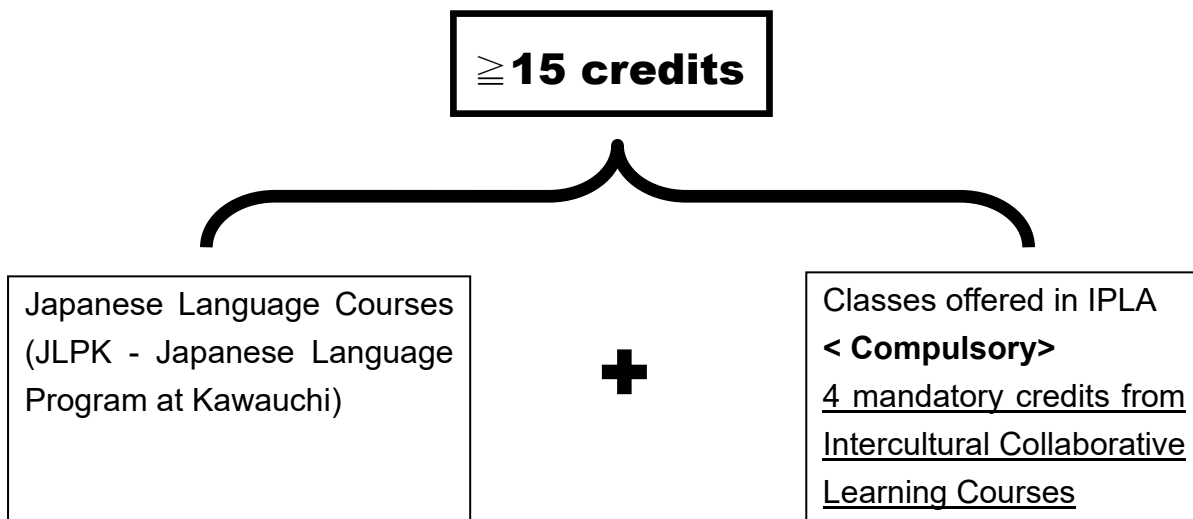 ≧15 credits
Japanese Language Courses
(JLPK - Japanese Language
Program at Kawauchi)
Classes offered in IPLA
< Compulsory>
4 mandatory credits from
Intercultural Collaborative
Learning Courses